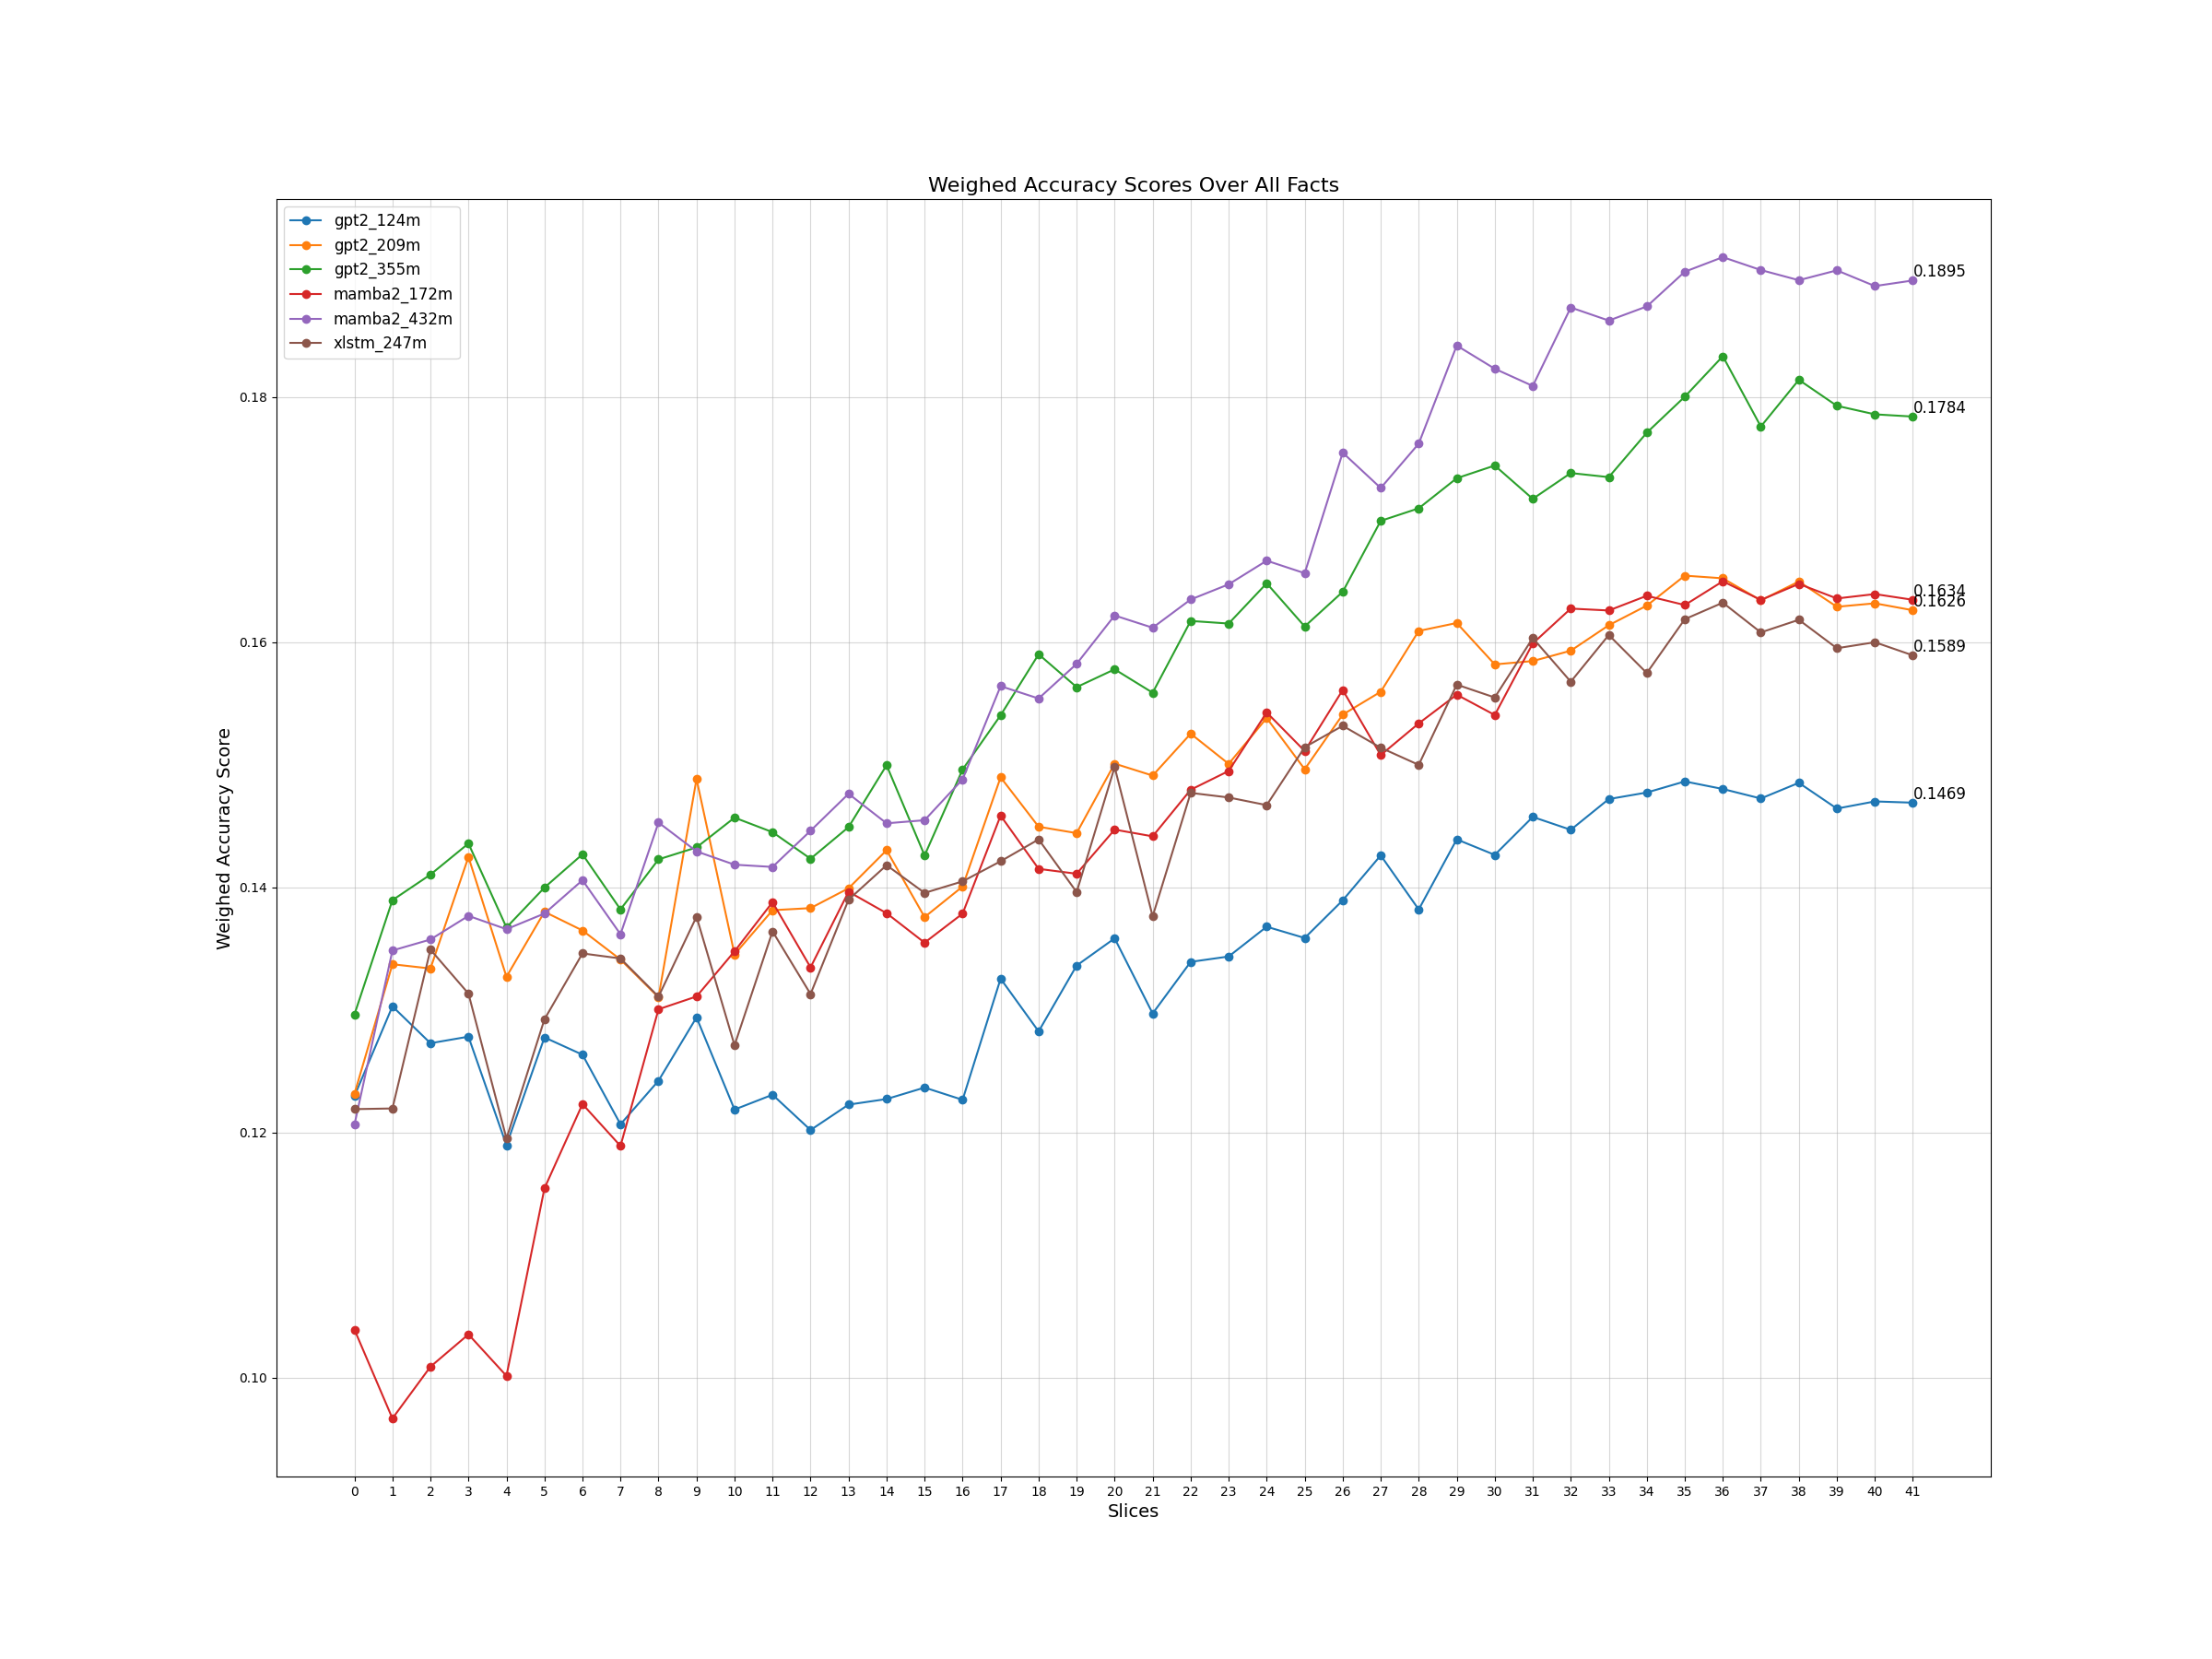 Weighed Accuracy Scores Over All Facts
gpt2_124m
gpt2_209m
gpt2_355m
mamba2_172m
mamba2_432m
xlstm_247m
0.1895
0.1784
0.1634
0.1626
0.1589
0.1469
0.18
0.16
0.14
0.12
0.10
Weighed Accuracy Score
0 1 2 3 4 5 6 7 8 9 10 11 12 13 14 15 16 17 18 19 20 21 22 23 24 25 26 27 28 29 30 31 32 33 34 35 36 37 38 39 40 41
Slices